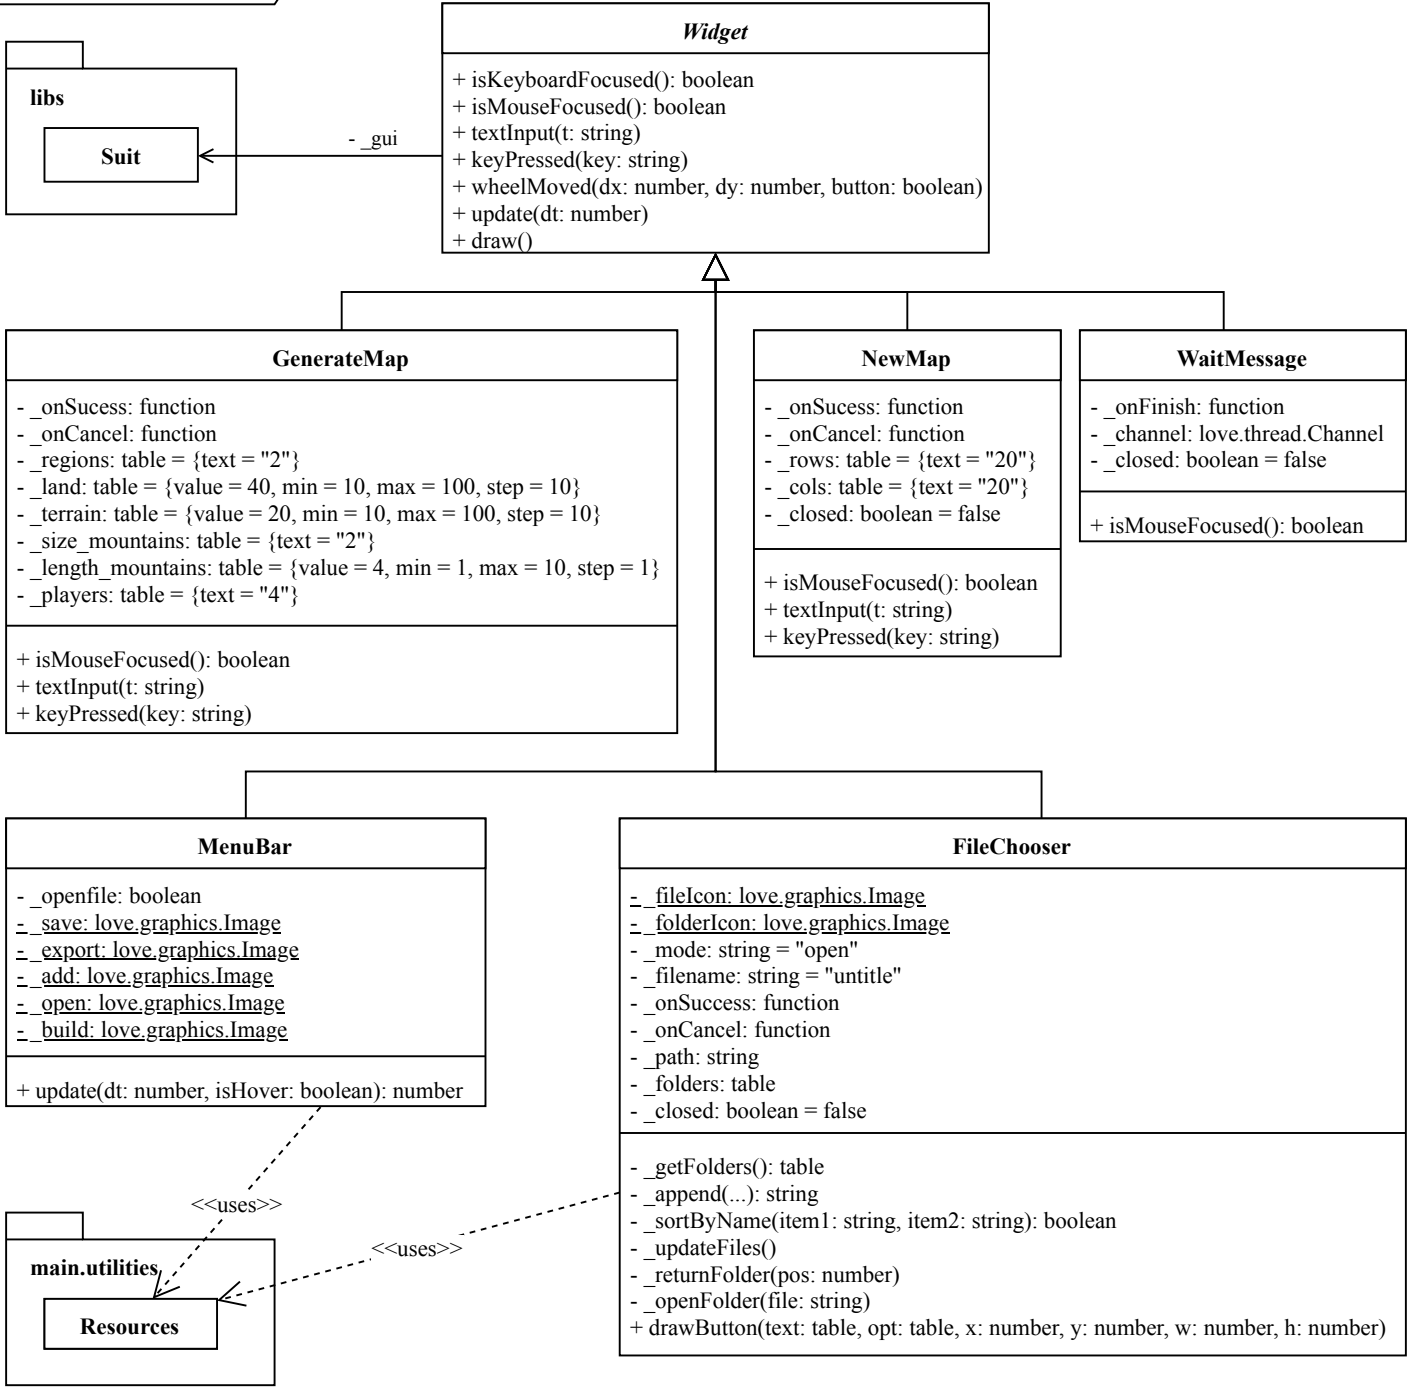 Widget
+ isKeyboardFocused(): boolean
+ isMouseFocused(): boolean
+ textInput(t: string)
+ keyPressed(key: string)
+ wheelMoved(dx: number, dy: number, button: boolean)
+ update(dt: number)
+ draw()
libs
Suit
- _gui
GenerateMap
- _onSucess: function
- _onCancel: function
- _regions: table = {text = "2"}
- _land: table = {value = 40, min = 10, max = 100, step = 10}
- _terrain: table = {value = 20, min = 10, max = 100, step = 10}
- _size_mountains: table = {text = "2"}
- _length_mountains: table = {value = 4, min = 1, max = 10, step = 1}
- _players: table = {text = "4"}
+ isMouseFocused(): boolean
+ textInput(t: string)
+ keyPressed(key: string)
NewMap
- _onSucess: function
- _onCancel: function
- _rows: table = {text = "20"}
- _cols: table = {text = "20"}
- _closed: boolean = false
+ isMouseFocused(): boolean
+ textInput(t: string)
+ keyPressed(key: string)
WaitMessage
- _onFinish: function
- _channel: love.thread.Channel
- _closed: boolean = false
+ isMouseFocused(): boolean
MenuBar
- _openfile: boolean
- _save: love.graphics.Image
- _export: love.graphics.Image
- _add: love.graphics.Image
- _open: love.graphics.Image
- _build: love.graphics.Image
+ update(dt: number, isHover: boolean): number
FileChooser
- _fileIcon: love.graphics.Image
- _folderIcon: love.graphics.Image
- _mode: string = "open"
- _filename: string = "untitle"
- _onSuccess: function
- _onCancel: function
- _path: string
- _folders: table
- _closed: boolean = false
- _getFolders(): table
- _append(...): string
- _sortByName(item1: string, item2: string): boolean
- _updateFiles()
- _returnFolder(pos: number)
- _openFolder(file: string)
+ drawButton(text: table, opt: table, x: number, y: number, w: number, h: number)
<<uses>>
<<uses>>
main.utilities
Resources